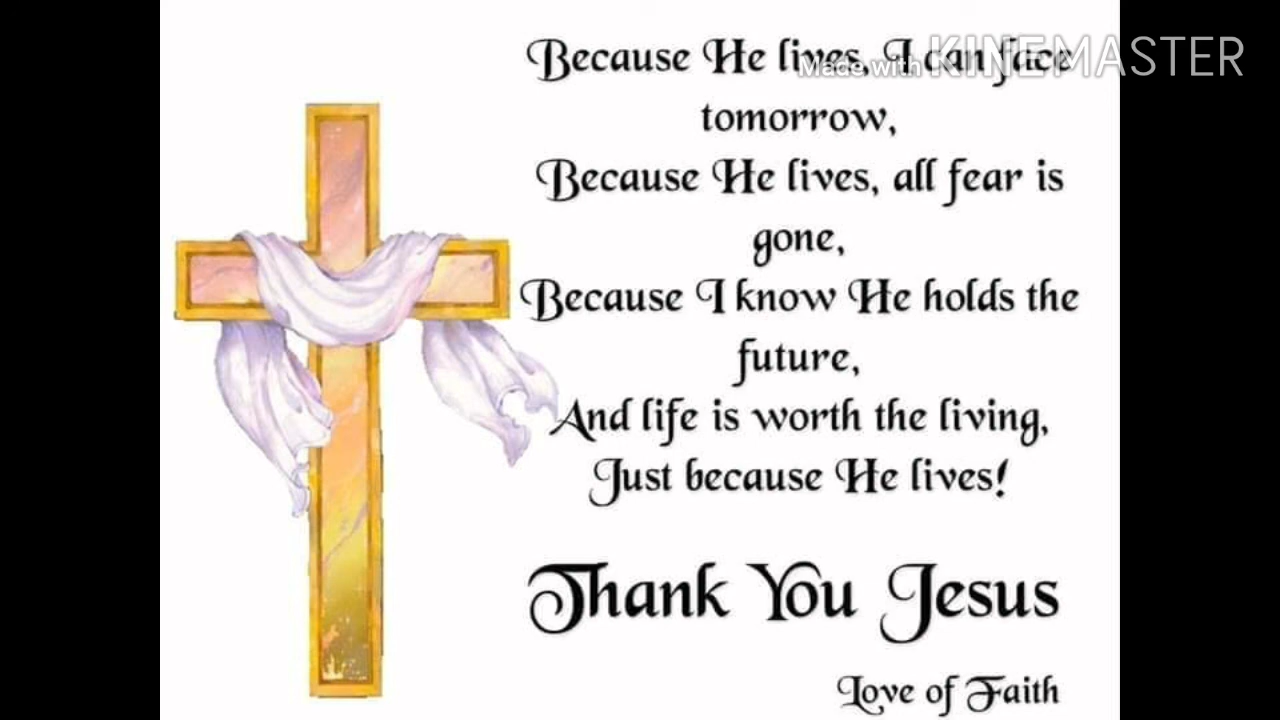 Because He lives, I can face
Made with KINEMASTER
tomorrow,
Because He lives, all fear is
gone,
Because I know He holds the
future,
And life is worth the living,
Just because He lives!
Thank You Jesus
Love of Faith